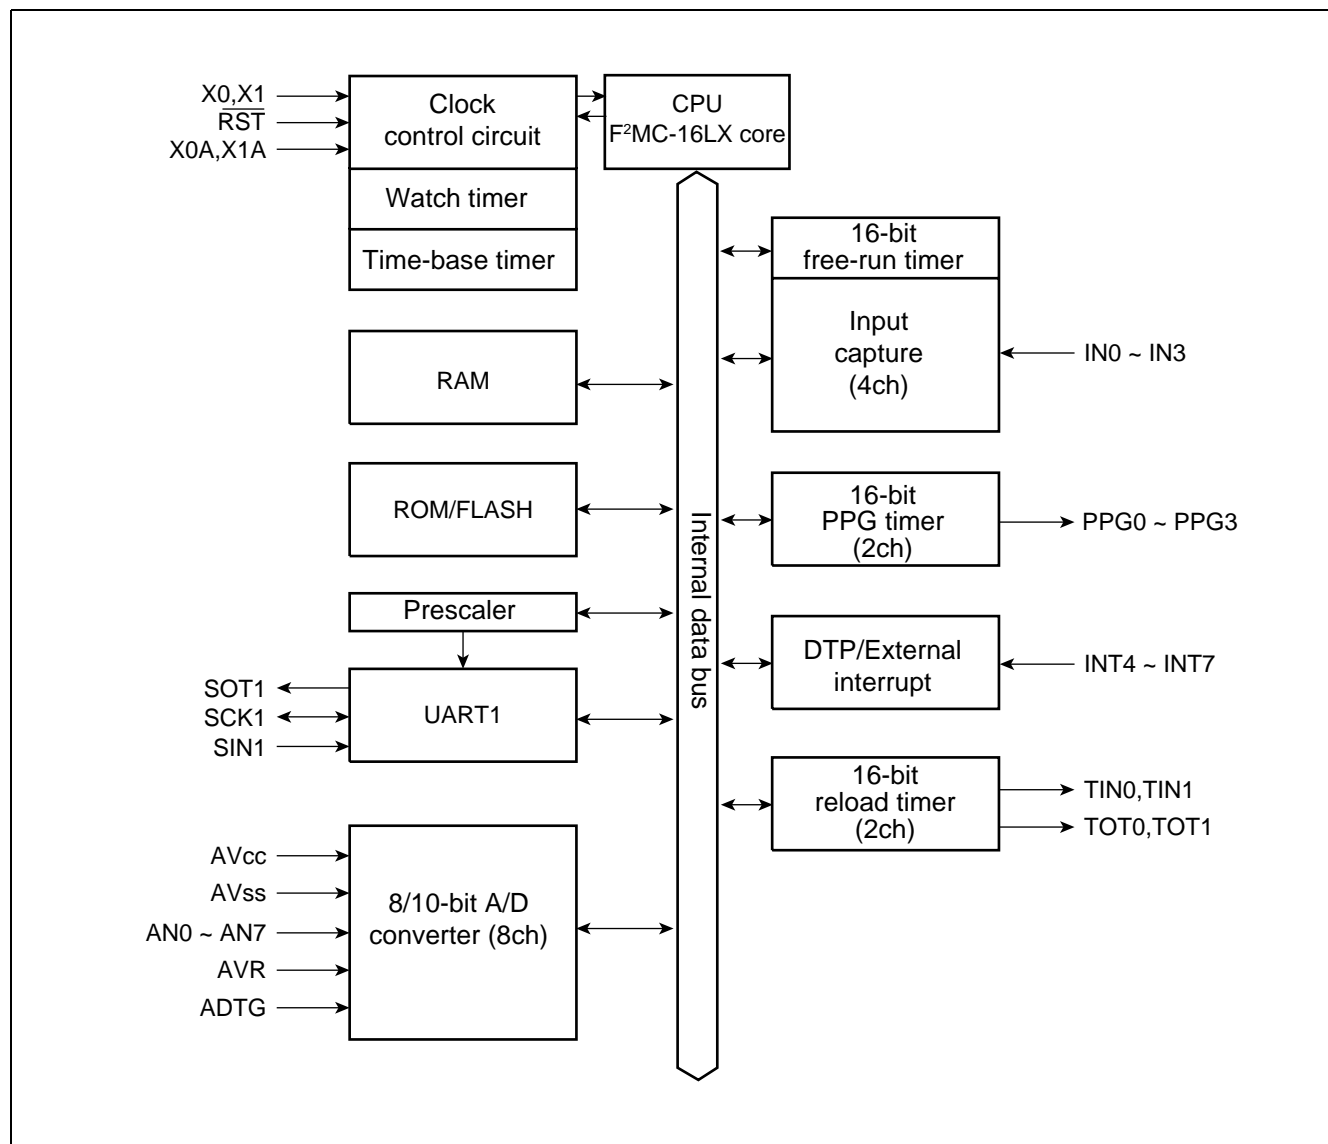 X0,X1
RST
X0A,X1A
Clock
control circuit
Watch timer
Time-base timer
CPU
F²MC-16LX core
16-bit
free-run timer
Input
capture
(4ch)
IN0 ~ IN3
RAM
ROM/FLASH
16-bit
PPG timer
(2ch)
PPG0 ~ PPG3
Internal data bus
Prescaler
SOT1
SCK1
SIN1
UART1
DTP/External
interrupt
INT4 ~ INT7
16-bit
reload timer
(2ch)
TIN0,TIN1
TOT0,TOT1
AVcc
AVss
AN0 ~ AN7
AVR
ADTG
8/10-bit A/D
converter (8ch)